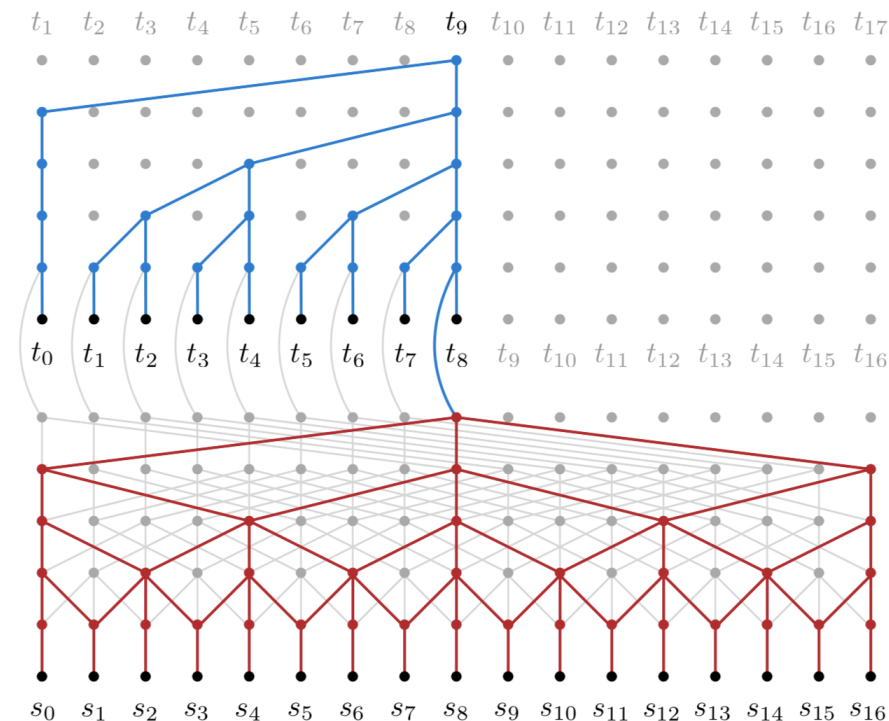 t₁ t₂ t₃ t₄ t₅ t₆ t₇ t₈ t₉ t₁₀ t₁₁ t₁₂ t₁₃ t₁₄ t₁₅ t₁₆ t₁₇
t₀ t₁ t₂ t₃ t₄ t₅ t₆ t₇ t₈ t₉ t₁₀ t₁₁ t₁₂ t₁₃ t₁₄ t₁₅ t₁₆
s₀ s₁ s₂ s₃ s₄ s₅ s₆ s₇ s₈ s₉ s₁₀ s₁₁ s₁₂ s₁₃ s₁₄ s₁₅ s₁₆